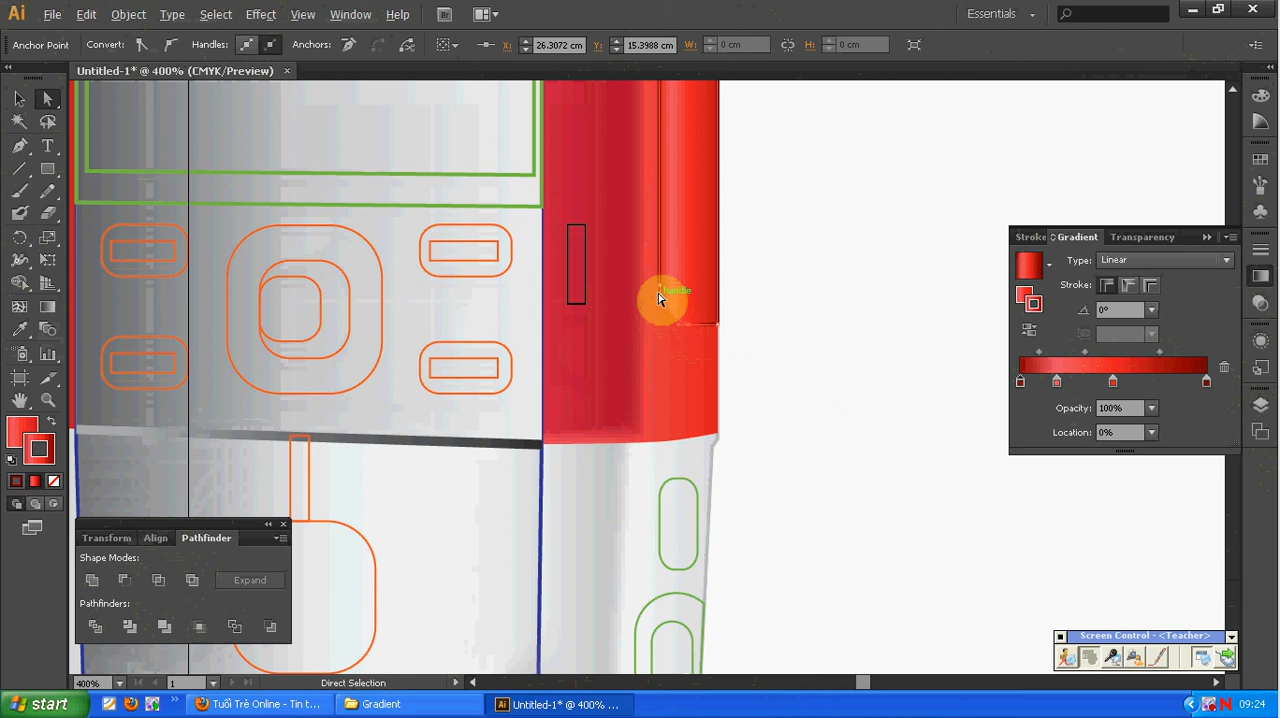 Ai File Edit Object Type Select Effect View Window Help Br Essentials
Anchor Point Convert: Handles: Anchors: X: 26.3072 cm Y: 15.3988 cm W: 0 cm H: 0 cm
Untitled-1* @ 400% (CMYK/Preview) ×
handle
Stroke Gradient Transparency
Type: Linear
Stroke:
0°
Opacity: 100%
Location: 0%
Transform Align Pathfinder
Shape Modes:
Expand
Pathfinders:
Screen Control - <Teacher>
400% 1 Direct Selection
start Tuổi Trẻ Online - Tin t... Gradient Untitled-1* @ 400% ... 09:24